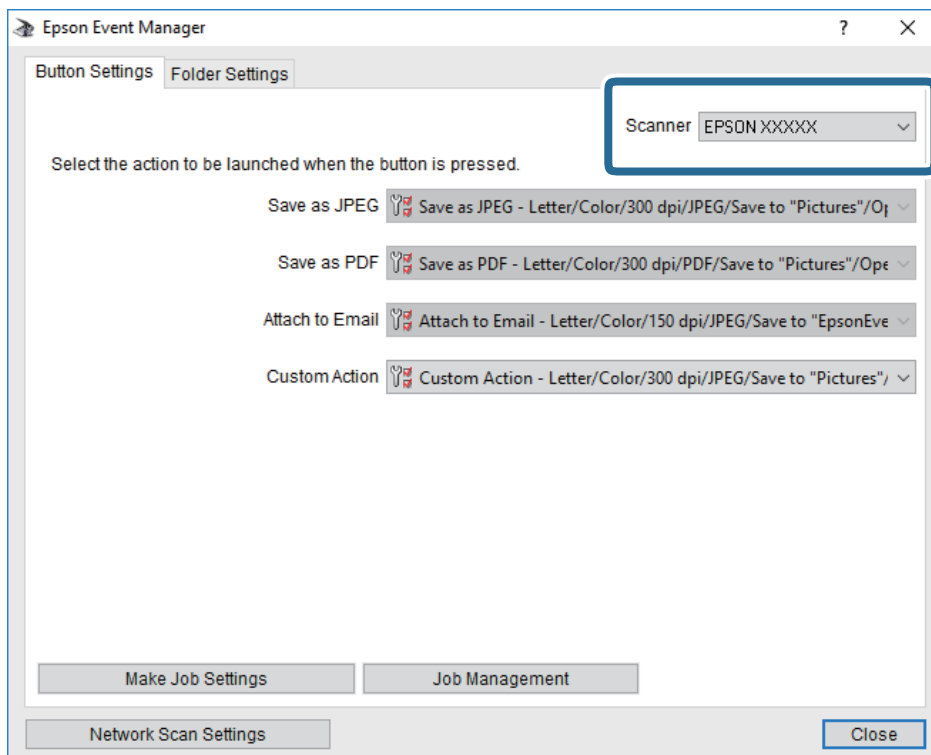 Epson Event Manager
Button Settings Folder Settings
Scanner EPSON XXXXX
Select the action to be launched when the button is pressed.
Save as JPEG Save as JPEG - Letter/Color/300 dpi/JPEG/Save to "Pictures"/Op
Save as PDF Save as PDF - Letter/Color/300 dpi/PDF/Save to "Pictures"/Ope
Attach to Email Attach to Email - Letter/Color/150 dpi/JPEG/Save to "EpsonEve
Custom Action Custom Action - Letter/Color/300 dpi/JPEG/Save to "Pictures"/
Make Job Settings Job Management
Network Scan Settings Close